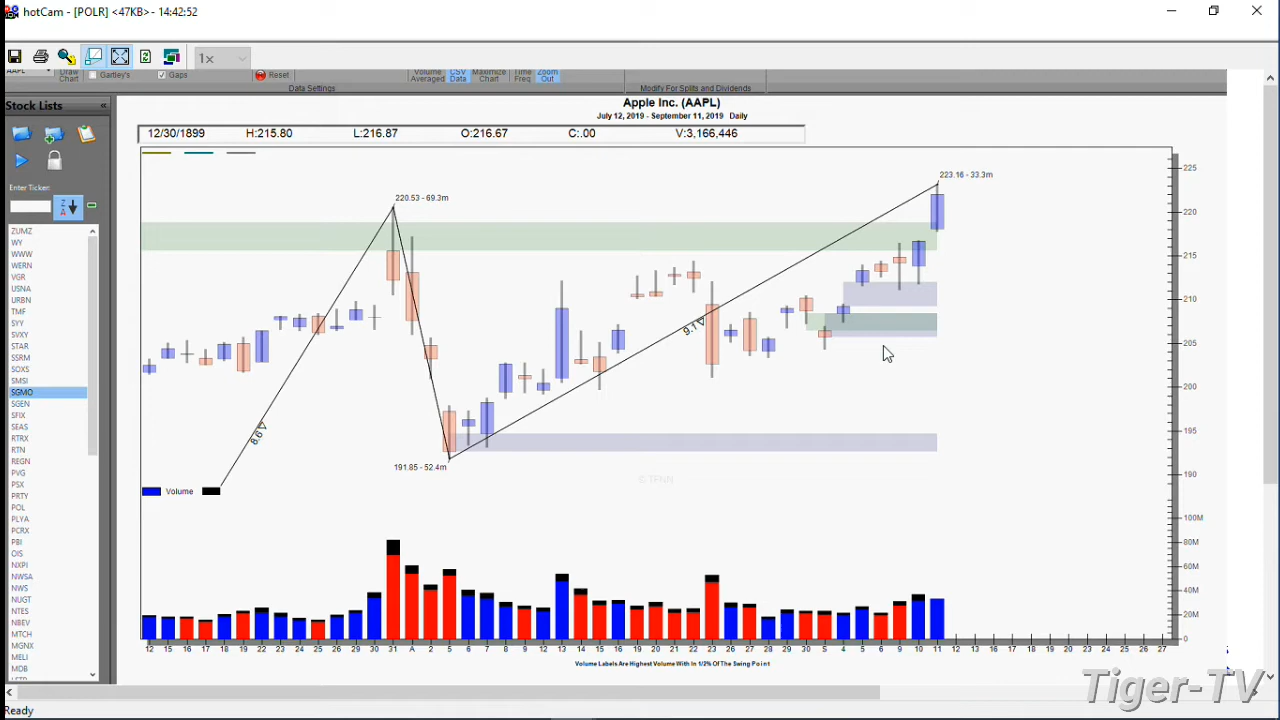 hotCam - [POLR] <47KB> - 14:42:52
1x
AAPL Draw Chart Gartley's Gaps Reset Volume Averaged CSV Data Maximize Chart Time Freq Zoom Out
Data Settings Modify For Splits and Dividends
Stock Lists «
Enter Ticker:
ZUMZ
WY
WWW
WERN
VGR
USNA
URBN
TMF
SYY
SVXY
STAR
SSRM
SOXS
SMSI
SGMO
SGEN
SFIX
SEAS
RTRX
RTN
REGN
PVG
PSX
PRTY
POL
PLYA
PCRX
PBI
OIS
NXPI
NWSA
NWS
NUGT
NTES
NBEV
MTCH
MGNX
MELI
MDB
Apple Inc. (AAPL)
July 12, 2019 - September 11, 2019 Daily
12/30/1899 H:215.80 L:216.87 O:216.67 C:.00 V:3,166,446
220.53 - 69.3m
223.16 - 33.3m
191.85 - 52.4m
8.6
9.1
© TFNN
Volume
225
220
215
210
205
200
195
190
100M
80M
60M
40M
20M
0
12 15 16 17 18 19 22 23 24 25 26 29 30 31 A 2 5 6 7 8 9 12 13 14 15 16 19 20 21 22 23 26 27 28 29 30 S 4 5 6 9 10 11 12 13 16 17 18 19 20 23 24 25 26 27
Volume Labels Are Highest Volume With In 1/2% Of The Swing Point
Tiger-TV
Ready